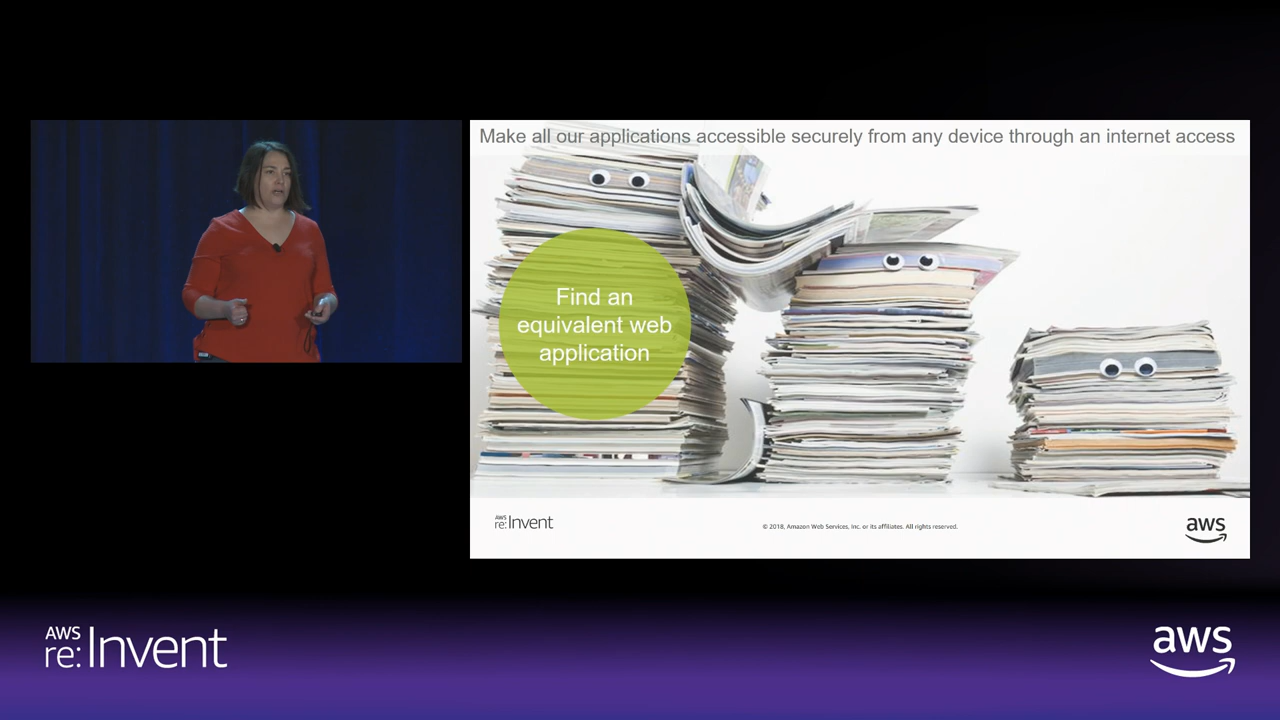 Make all our applications accessible securely from any device through an internet access
Find an
equivalent web
application
AWS
re:Invent
© 2018, Amazon Web Services, Inc. or its affiliates. All rights reserved.
aws
AWS
re:Invent
aws